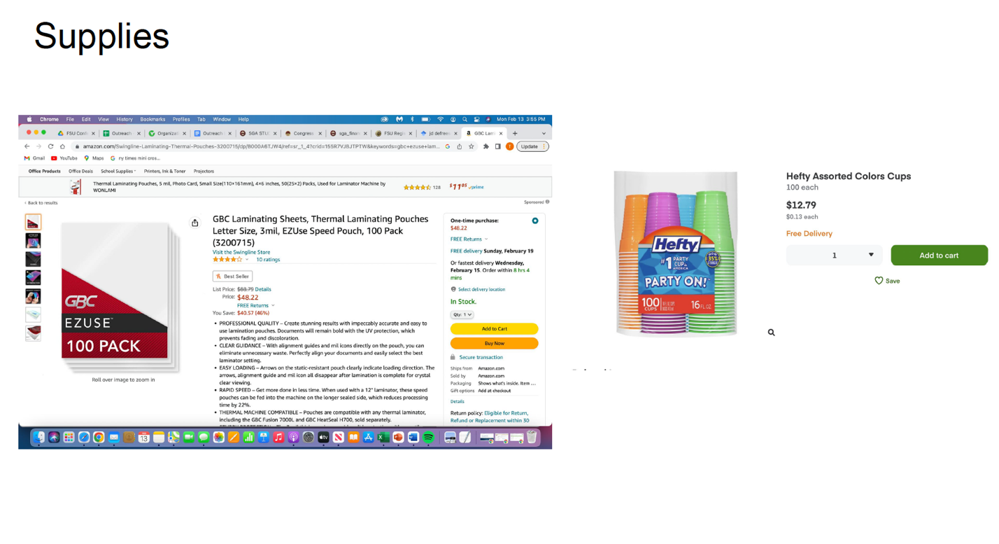 Supplies
Chrome File Edit View History Bookmarks Profiles Tab Window Help
Mon Feb 13 3:55 PM
FSU Conf
Outreach
Organizati
Outreach
SGA STUD
Congress
sga_finan
FSU Regis
jd defrees
GBC Lami
amazon.com/Swingline-Laminating-Thermal-Pouches-3200715/dp/B000A6TJW4/ref=sr_1_4?crid=155R7VJ8JTPTW&keywords=gbc+ezuse+lam...
Update
Gmail YouTube Maps ny times mini cros...
Office Products Office Deals School Supplies Printers, Ink & Toner Projectors
Thermal Laminating Pouches, 5 mil, Photo Card, Small Size(110×161mm), 4×6 inches, 50(25×2) Packs, Used for Laminator Machine by
WONLAMI
128
$11.05 prime
‹ Back to results
Sponsored
GBC
EZUSE™
100 PACK
Roll over image to zoom in
GBC Laminating Sheets, Thermal Laminating Pouches
Letter Size, 3mil, EZUse Speed Pouch, 100 Pack
(3200715)
Visit the Swingline Store
10 ratings
Best Seller
List Price: $88.79 Details
Price: $48.22
FREE Returns
You Save: $40.57 (46%)
• PROFESSIONAL QUALITY – Create stunning results with impeccably accurate and easy to
use lamination pouches. Documents will remain bold with the UV protection, which
prevents fading and discoloration.
• CLEAR GUIDANCE – With alignment guides and mil icons directly on the pouch, you can
eliminate unnecessary waste. Perfectly align your documents and easily select the best
laminator setting.
• EASY LOADING – Arrows on the static-resistant pouch clearly indicate loading direction. The
arrows, alignment guide and mil icon all disappear after lamination is complete for crystal
clear viewing.
• RAPID SPEED – Get more done in less time. When used with a 12" laminator, these speed
pouches can be fed into the machine on the longer sealed side, which reduces processing
time by 22%.
• THERMAL MACHINE COMPATIBLE – Pouches are compatible with any thermal laminator,
including the GBC Fusion 7000L and GBC HeatSeal H700, sold separately.
One-time purchase:
$48.22
FREE Returns
FREE delivery Sunday, February 19
Or fastest delivery Wednesday,
February 15. Order within 8 hrs 4
mins
Select delivery location
In Stock.
Qty: 1
Add to Cart
Buy Now
Secure transaction
Ships from Amazon.com
Sold by Amazon.com
Packaging Shows what's inside. Item ...
Gift options Add at checkout
Details
Return policy: Eligible for Return,
Refund or Replacement within 30
13
tv
Hefty
#1 PARTY
CUP IN
AMERICA
PARTY ON!
100
CUPS
16 FL OZ
Hefty Assorted Colors Cups
100 each
$12.79
$0.13 each
Free Delivery
1
Add to cart
Save